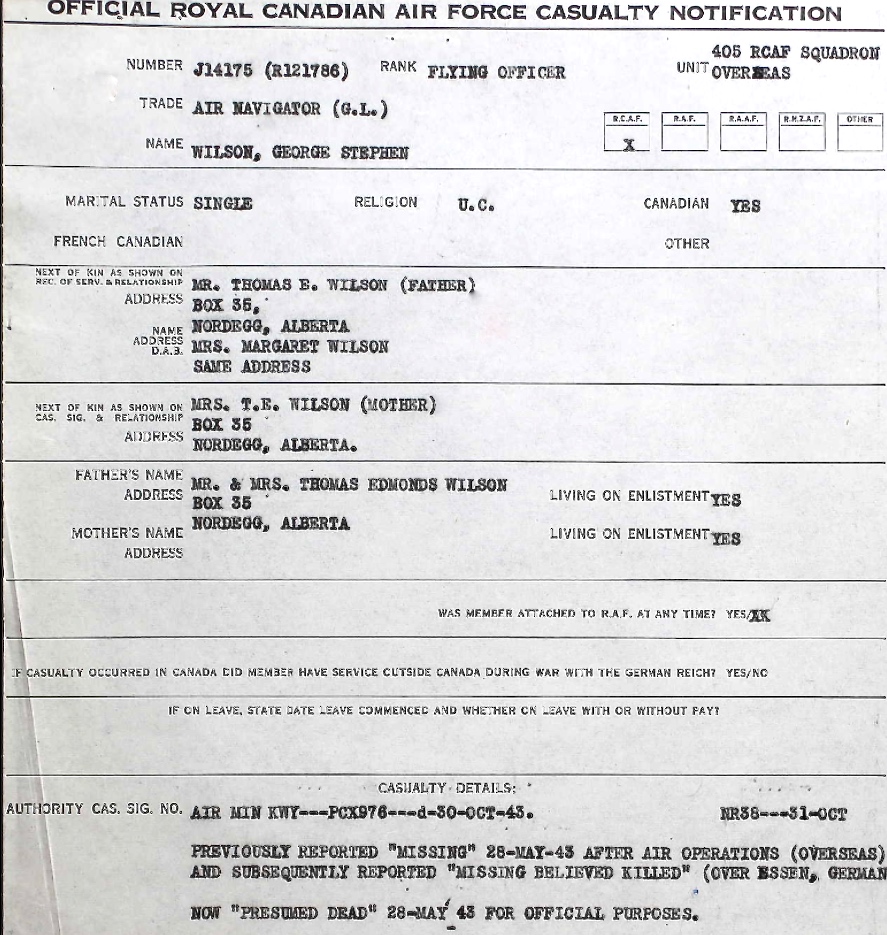 OFFICIAL ROYAL CANADIAN AIR FORCE CASUALTY NOTIFICATION
NUMBER J14175 (R121786) RANK FLYING OFFICER UNIT 405 RCAF SQUADRON
OVERSEAS
TRADE AIR NAVIGATOR (G.L.)
R.C.A.F. R.A.F. R.A.A.F. R.N.Z.A.F. OTHER
X
NAME WILSON, GEORGE STEPHEN
MARITAL STATUS SINGLE RELIGION U.C. CANADIAN YES
FRENCH CANADIAN OTHER
NEXT OF KIN AS SHOWN ON
REC. OF SERV. & RELATIONSHIP MR. THOMAS E. WILSON (FATHER)
ADDRESS BOX 35,
NORDEGG, ALBERTA
NAME
ADDRESS MRS. MARGARET WILSON
D.A.B.
SAME ADDRESS
NEXT OF KIN AS SHOWN ON MRS. T.E. WILSON (MOTHER)
CAS. SIG. & RELATIONSHIP BOX 35
ADDRESS NORDEGG, ALBERTA.
FATHER'S NAME MR. & MRS. THOMAS EDMONDS WILSON
ADDRESS BOX 35 LIVING ON ENLISTMENT YES
NORDEGG, ALBERTA
MOTHER'S NAME LIVING ON ENLISTMENT YES
ADDRESS
WAS MEMBER ATTACHED TO R.A.F. AT ANY TIME? YES/XX
IF CASUALTY OCCURRED IN CANADA DID MEMBER HAVE SERVICE OUTSIDE CANADA DURING WAR WITH THE GERMAN REICH? YES/NO
IF ON LEAVE, STATE DATE LEAVE COMMENCED AND WHETHER ON LEAVE WITH OR WITHOUT PAY?
CASUALTY DETAILS:
AUTHORITY CAS. SIG. NO. AIR MIN KWY---PCX976---d-30-OCT-43. NR38---31-OCT
PREVIOUSLY REPORTED "MISSING" 28-MAY-43 AFTER AIR OPERATIONS (OVERSEAS)
AND SUBSEQUENTLY REPORTED "MISSING BELIEVED KILLED" (OVER ESSEN, GERMAN
NOW "PRESUMED DEAD" 28-MAY 43 FOR OFFICIAL PURPOSES.